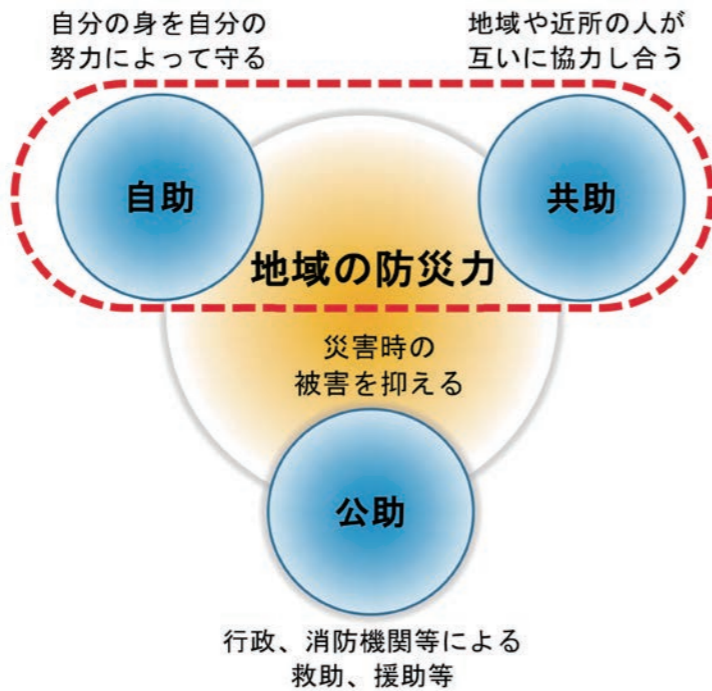 自分の身を自分の
努力によって守る
地域や近所の人が
互いに協力し合う
自助
共助
地域の防災力
災害時の
被害を抑える
公助
行政、消防機関等による
救助、援助等